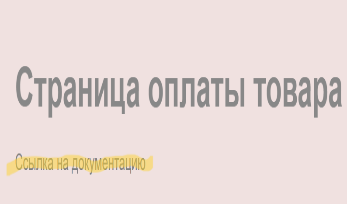 Страница оплаты товара
Ссылка на документацию